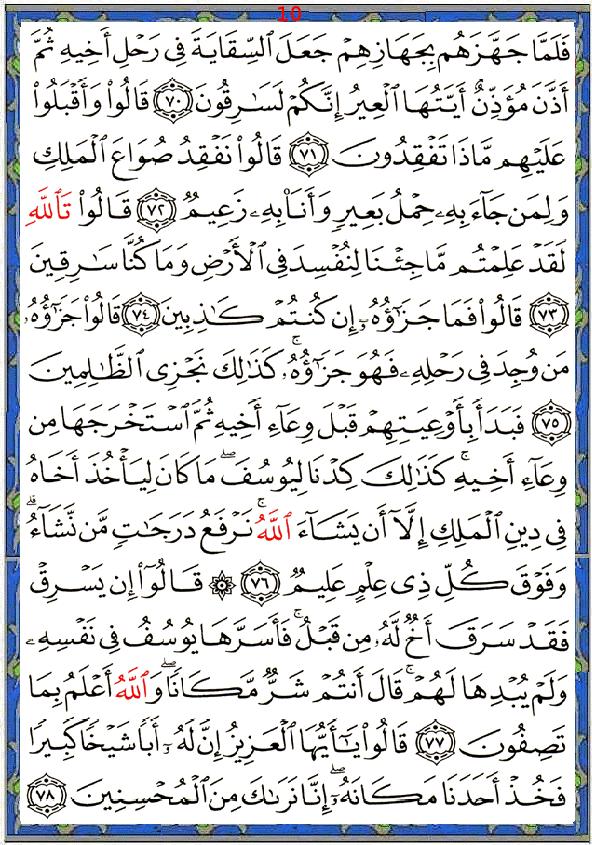 10
فَلَمَّا جَهَّزَهُم بِجَهَازِهِمْ جَعَلَ ٱلسِّقَايَةَ فِى رَحْلِ أَخِيهِ ثُمَّ
أَذَّنَ مُؤَذِّنٌ أَيَّتُهَا ٱلْعِيرُ إِنَّكُمْ لَسَـٰرِقُونَ ﴿٧٠﴾ قَالُوا۟ وَأَقْبَلُوا۟
عَلَيْهِم مَّاذَا تَفْقِدُونَ ﴿٧١﴾ قَالُوا۟ نَفْقِدُ صُوَاعَ ٱلْمَلِكِ
وَلِمَن جَآءَ بِهِۦ حِمْلُ بَعِيرٍ وَأَنَا۠ بِهِۦ زَعِيمٌ ﴿٧٢﴾ قَالُوا۟ تَٱللَّهِ
لَقَدْ عَلِمْتُم مَّا جِئْنَا لِنُفْسِدَ فِى ٱلْأَرْضِ وَمَا كُنَّا سَـٰرِقِينَ
﴿٧٣﴾ قَالُوا۟ فَمَا جَزَٰٓؤُهُۥٓ إِن كُنتُمْ كَـٰذِبِينَ ﴿٧٤﴾ قَالُوا۟ جَزَٰٓؤُهُۥ
مَن وُجِدَ فِى رَحْلِهِۦ فَهُوَ جَزَٰٓؤُهُۥ ۚ كَذَٰلِكَ نَجْزِى ٱلظَّـٰلِمِينَ
﴿٧٥﴾ فَبَدَأَ بِأَوْعِيَتِهِمْ قَبْلَ وِعَآءِ أَخِيهِ ثُمَّ ٱسْتَخْرَجَهَا مِن
وِعَآءِ أَخِيهِ ۚ كَذَٰلِكَ كِدْنَا لِيُوسُفَ ۖ مَا كَانَ لِيَأْخُذَ أَخَاهُ
فِى دِينِ ٱلْمَلِكِ إِلَّآ أَن يَشَآءَ ٱللَّهُ ۚ نَرْفَعُ دَرَجَـٰتٍ مَّن نَّشَآءُ ۗ
وَفَوْقَ كُلِّ ذِى عِلْمٍ عَلِيمٌ ﴿٧٦﴾ ۞ قَالُوٓا۟ إِن يَسْرِقْ
فَقَدْ سَرَقَ أَخٌ لَّهُۥ مِن قَبْلُ ۚ فَأَسَرَّهَا يُوسُفُ فِى نَفْسِهِۦ
وَلَمْ يُبْدِهَا لَهُمْ ۚ قَالَ أَنتُمْ شَرٌّ مَّكَانًا ۖ وَٱللَّهُ أَعْلَمُ بِمَا
تَصِفُونَ ﴿٧٧﴾ قَالُوا۟ يَـٰٓأَيُّهَا ٱلْعَزِيزُ إِنَّ لَهُۥٓ أَبًا شَيْخًا كَبِيرًا
فَخُذْ أَحَدَنَا مَكَانَهُۥٓ ۖ إِنَّا نَرَىٰكَ مِنَ ٱلْمُحْسِنِينَ ﴿٧٨﴾